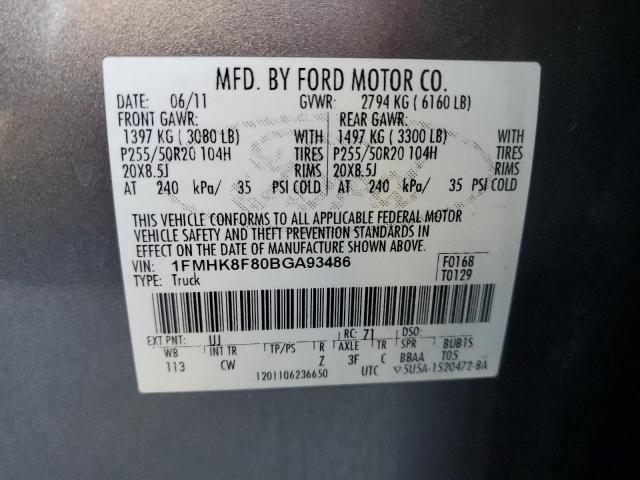 MFD. BY FORD MOTOR CO.
DATE: 06/11 GVWR: 2794 KG ( 6160 LB)
FRONT GAWR: REAR GAWR:
1397 KG ( 3080 LB) WITH 1497 KG ( 3300 LB) WITH
P255/50R20 104H TIRES P255/50R20 104H TIRES
20X8.5J RIMS 20X8.5J RIMS
AT 240 kPa/ 35 PSI COLD AT 240 kPa/ 35 PSI COLD
THIS VEHICLE CONFORMS TO ALL APPLICABLE FEDERAL MOTOR
VEHICLE SAFETY AND THEFT PREVENTION STANDARDS IN
EFFECT ON THE DATE OF MANUFACTURE SHOWN ABOVE.
VIN: 1FMHK8F80BGA93486 F0168
TYPE: Truck T0129
EXT PNT: UJ RC: 71 DSO:
WB INT TR TP/PS R AXLE TR SPR BUBTS
113 CW Z 3F C BBAA T05
1201106236650 UTC ▽5U5A-1520472-BA